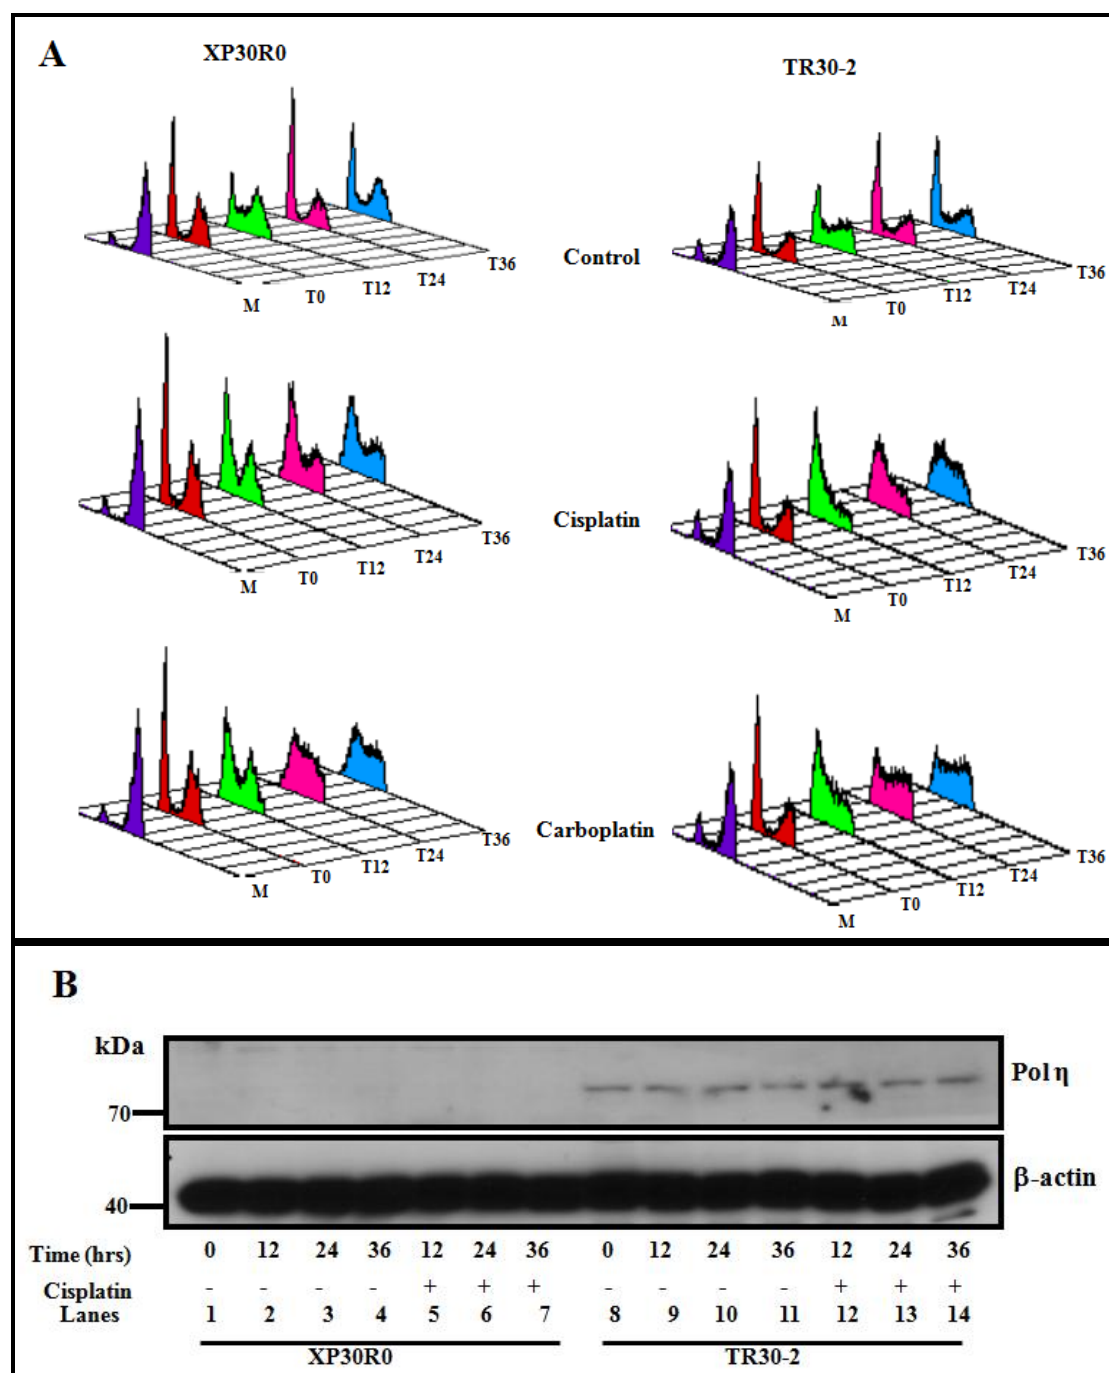 A
XP30R0
TR30-2
M T0 T12 T24 T36
Control
M T0 T12 T24 T36
M T0 T12 T24 T36
Cisplatin
M T0 T12 T24 T36
M T0 T12 T24 T36
Carboplatin
M T0 T12 T24 T36
B
kDa
Pol η
70
β-actin
40
Time (hrs) 0 12 24 36 12 24 36 0 12 24 36 12 24 36
Cisplatin - - - - + + + - - - - + + +
Lanes 1 2 3 4 5 6 7 8 9 10 11 12 13 14
XP30R0 TR30-2